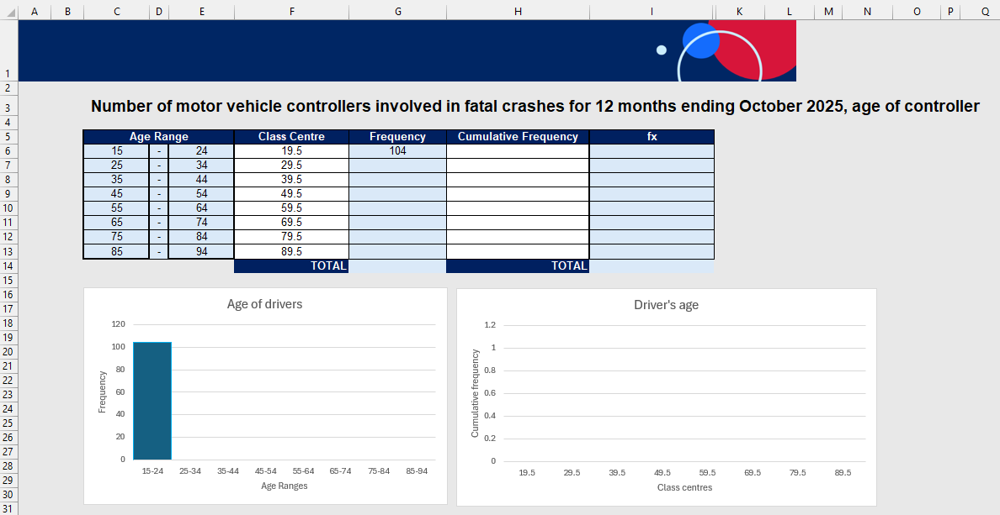 A B C D E F G H I K L M N O P Q
1
2
3 Number of motor vehicle controllers involved in fatal crashes for 12 months ending October 2025, age of controller
4
5 Age Range Class Centre Frequency Cumulative Frequency fx
6 15 - 24 19.5 104
7 25 - 34 29.5
8 35 - 44 39.5
9 45 - 54 49.5
10 55 - 64 59.5
11 65 - 74 69.5
12 75 - 84 79.5
13 85 - 94 89.5
14 TOTAL TOTAL
15
16
17
18
19
20
21
22
23
24
25
26
27
28
29
30
31
Age of drivers
Frequency
120
100
80
60
40
20
0
15-24 25-34 35-44 45-54 55-64 65-74 75-84 85-94
Age Ranges
Driver's age
Cumulative frequency
1.2
1
0.8
0.6
0.4
0.2
0
19.5 29.5 39.5 49.5 59.5 69.5 79.5 89.5
Class centres